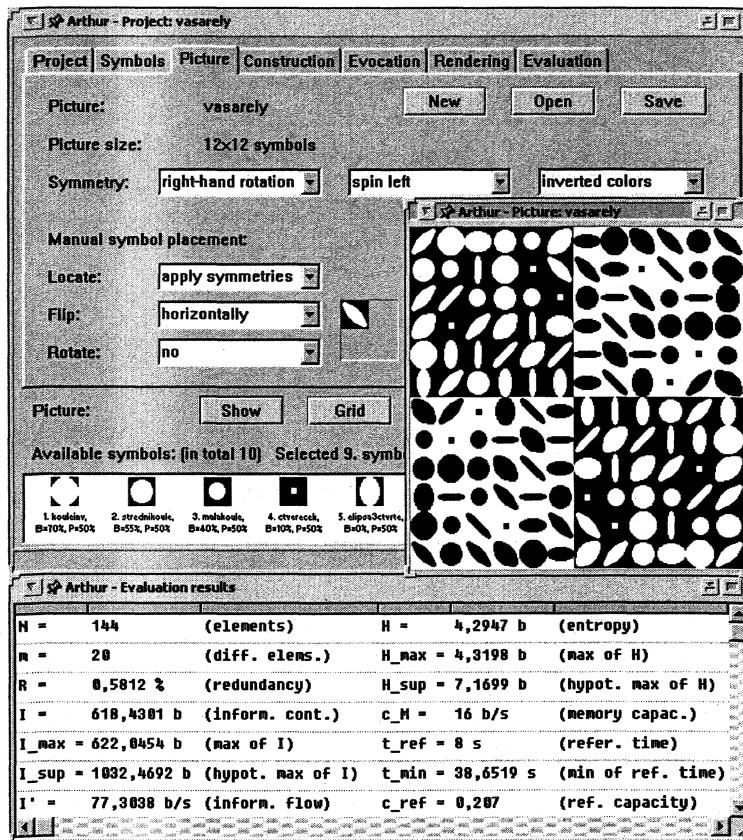 Arthur - Project: vasarely
Project Symbols Picture Construction Evocation Rendering Evaluation
Picture: vasarely New Open Save
Picture size: 12x12 symbols
Symmetry: right-hand rotation spin left inverted colors
Arthur - Picture: vasarely
Manual symbol placement:
Locate: apply symmetries
Flip: horizontally
Rotate: no
Picture: Show Grid
Available symbols: (in total 10) Selected 9. symbo
1. kouleinv, 2. strednikoule, 3. malakoule, 4. ctverecek, 5. elipsa3ctvrte,
B=70%, P=50% B=55%, P=50% B=40%, P=50% B=10%, P=50% B=0%, P=50%
Arthur - Evaluation results
N = 144 (elements) H = 4,2947 b (entropy)
m = 20 (diff. elems.) H_max = 4,3198 b (max of H)
R = 0,5812 % (redundancy) H_sup = 7,1699 b (hypot. max of H)
I = 618,4301 b (inform. cont.) c_M = 16 b/s (memory capac.)
I_max = 622,0454 b (max of I) t_ref = 8 s (refer. time)
I_sup = 1032,4692 b (hypot. max of I) t_min = 38,6519 s (min of ref. time)
I' = 77,3038 b/s (inform. flow) c_ref = 0,207 (ref. capacity)